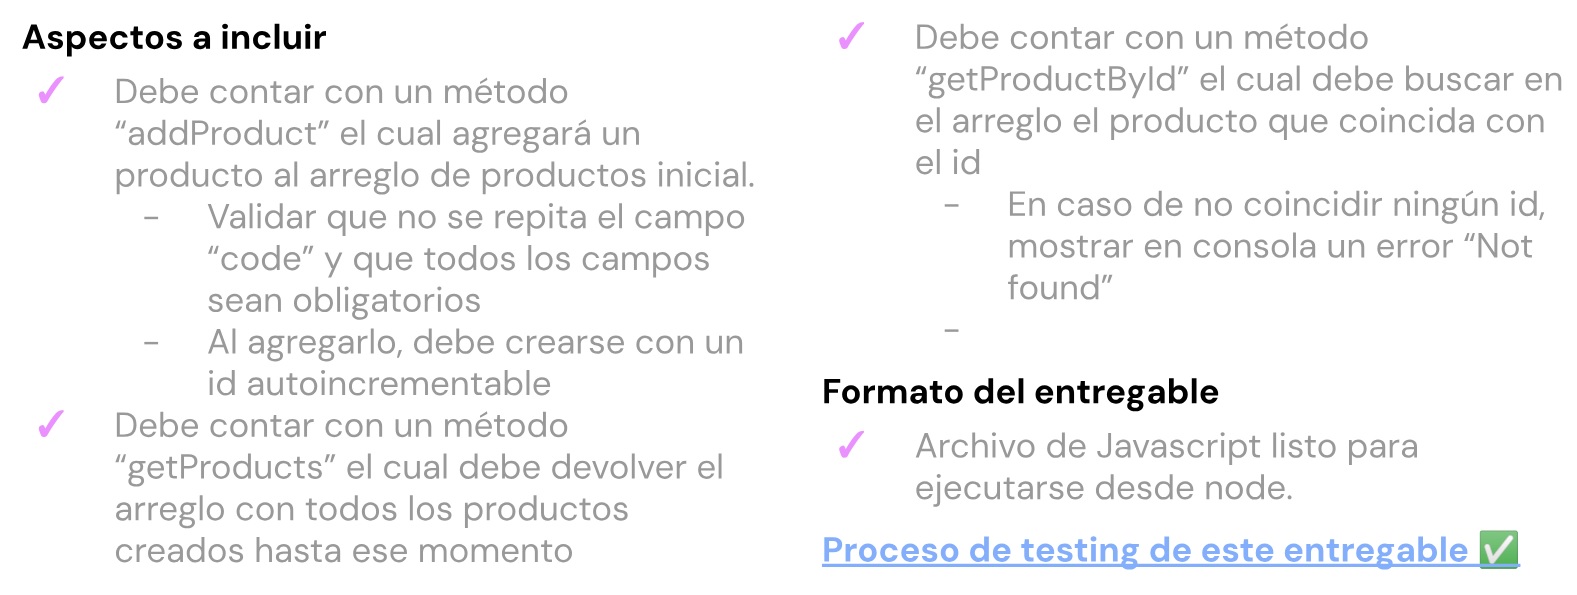 Aspectos a incluir
✓ Debe contar con un método
“addProduct” el cual agregará un
producto al arreglo de productos inicial.
- Validar que no se repita el campo
“code” y que todos los campos
sean obligatorios
- Al agregarlo, debe crearse con un
id autoincrementable
✓ Debe contar con un método
“getProducts” el cual debe devolver el
arreglo con todos los productos
creados hasta ese momento
✓ Debe contar con un método
“getProductById” el cual debe buscar en
el arreglo el producto que coincida con
el id
- En caso de no coincidir ningún id,
mostrar en consola un error “Not
found”
-
Formato del entregable
✓ Archivo de Javascript listo para
ejecutarse desde node.
Proceso de testing de este entregable ✅